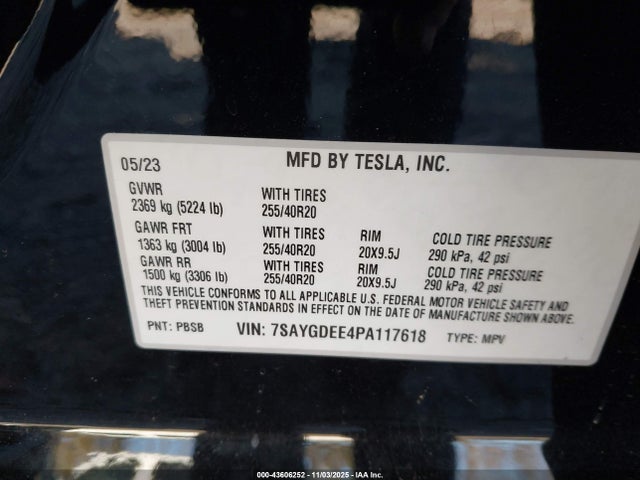 05/23 MFD BY TESLA, INC.
GVWR WITH TIRES
2369 kg (5224 lb) 255/40R20
GAWR FRT WITH TIRES RIM COLD TIRE PRESSURE
1363 kg (3004 lb) 255/40R20 20X9.5J 290 kPa, 42 psi
GAWR RR WITH TIRES RIM COLD TIRE PRESSURE
1500 kg (3306 lb) 255/40R20 20X9.5J 290 kPa, 42 psi
THIS VEHICLE CONFORMS TO ALL APPLICABLE U.S. FEDERAL MOTOR VEHICLE SAFETY AND
THEFT PREVENTION STANDARDS IN EFFECT ON THE DATE OF MANUFACTURE SHOWN ABOVE.
PNT: PBSB VIN: 7SAYGDEE4PA117618 TYPE: MPV
000-43606252 - 11/03/2025 - IAA Inc.